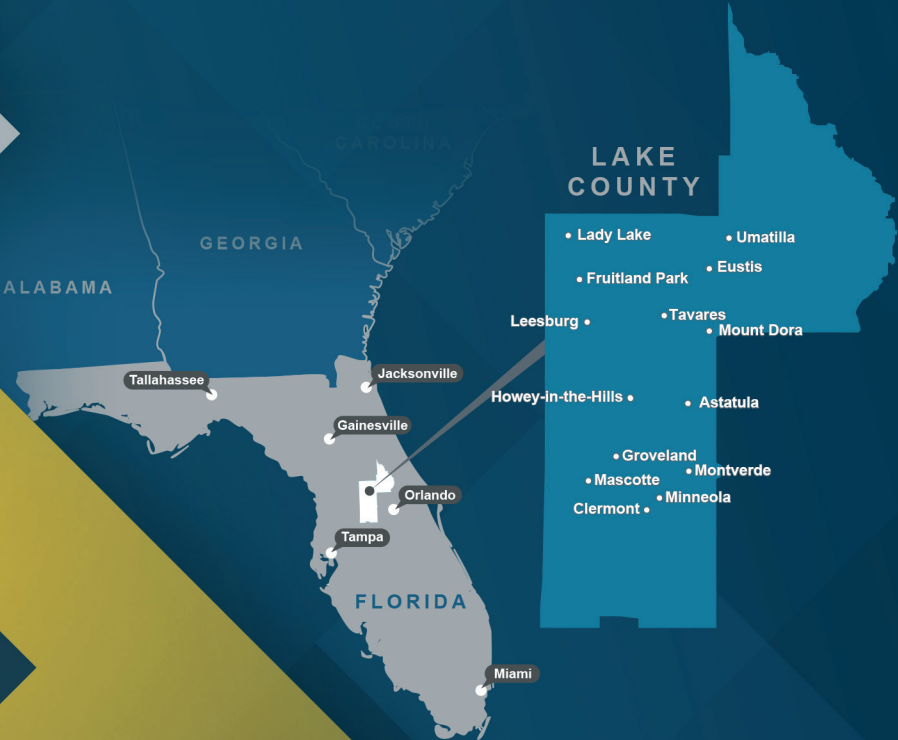 CAROLINA
GEORGIA
ALABAMA
Tallahassee
Jacksonville
Gainesville
Orlando
Tampa
FLORIDA
Miami
LAKE
COUNTY
Lady Lake
Umatilla
Eustis
Fruitland Park
Tavares
Leesburg
Mount Dora
Howey-in-the-Hills
Astatula
Groveland
Montverde
Mascotte
Minneola
Clermont